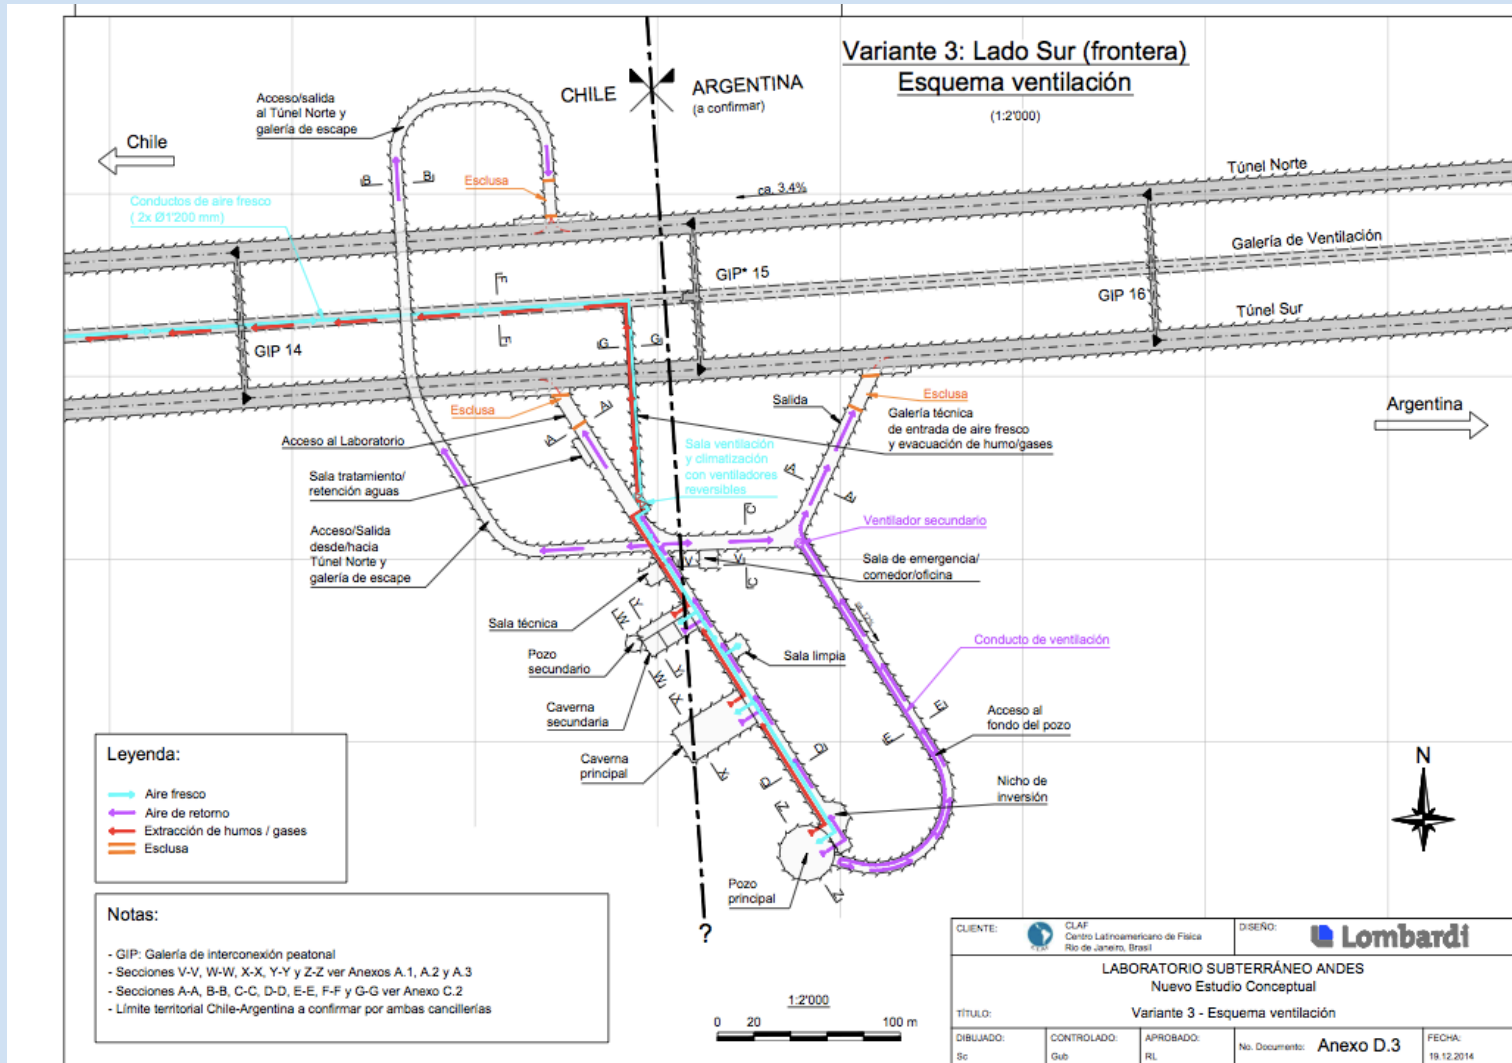 Variante 3: Lado Sur (frontera)
Esquema ventilación
(1:2'000)
CHILE
ARGENTINA
(a confirmar)
Acceso/salida
al Túnel Norte y
galería de escape
Chile
B
B
Esclusa
Conductos de aire fresco
( 2x Ø1'200 mm)
ca. 3.4%
Túnel Norte
Galería de Ventilación
Túnel Sur
F
F
G
G
GIP* 15
GIP 16
GIP 14
Esclusa
Acceso al Laboratorio
A
A
Sala tratamiento/
retención aguas
Acceso/Salida
desde/hacia
Túnel Norte y
galería de escape
Sala ventilación
y climatización
con ventiladores
reversibles
Salida
Esclusa
Galería técnica
de entrada de aire fresco
y evacuación de humo/gases
Argentina
A
A
C
C
V
V
Ventilador secundario
Sala de emergencia/
comedor/oficina
Sala técnica
Y
W
Pozo
secundario
Sala limpia
Conducto de ventilación
Y
W
X
Caverna
secundaria
E
E
Acceso al
fondo del pozo
Caverna
principal
X
D
D
Z
Nicho de
inversión
Pozo
principal
Z
?
N
Leyenda:
Aire fresco
Aire de retorno
Extracción de humos / gases
Esclusa
Notas:
- GIP: Galería de interconexión peatonal
- Secciones V-V, W-W, X-X, Y-Y y Z-Z ver Anexos A.1, A.2 y A.3
- Secciones A-A, B-B, C-C, D-D, E-E, F-F y G-G ver Anexo C.2
- Límite territorial Chile-Argentina a confirmar por ambas cancillerías
1:2'000
0 20 100 m
CLIENTE:
CLAF
CLAF
Centro Latinoamericano de Física
Rio de Janeiro, Brasil
DISEÑO:
Lombardi
LABORATORIO SUBTERRÁNEO ANDES
Nuevo Estudio Conceptual
TÍTULO:
Variante 3 - Esquema ventilación
DIBUJADO:
Sc
CONTROLADO:
Gub
APROBADO:
RL
No. Documento:
Anexo D.3
FECHA:
19.12.2014